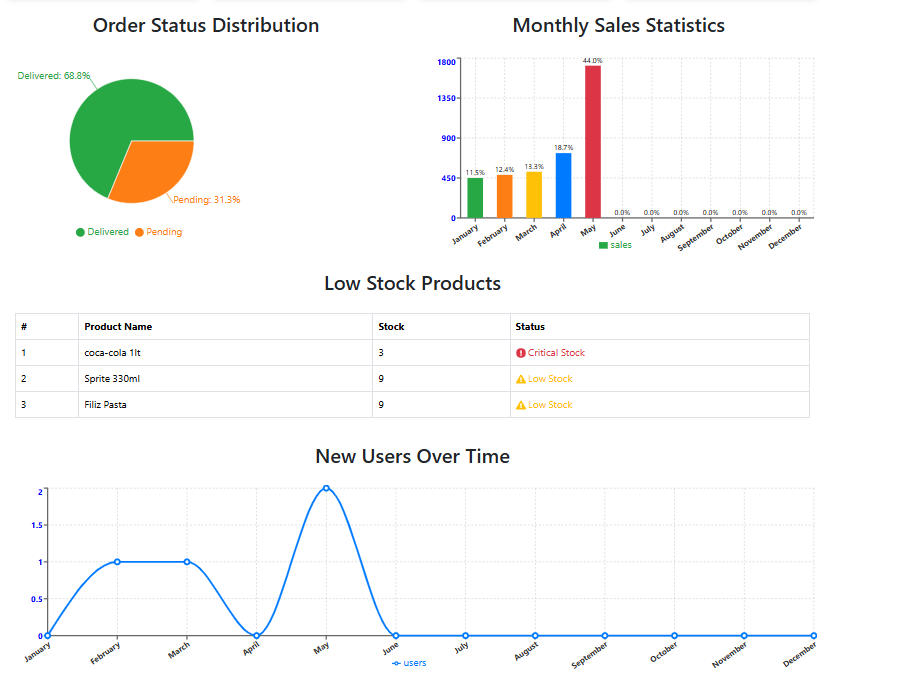 Order Status Distribution
Delivered: 68.8%
Pending: 31.3%
Delivered Pending
Monthly Sales Statistics
1800
1350
900
450
0
11.5% 12.4% 13.3% 18.7% 44.0% 0.0% 0.0% 0.0% 0.0% 0.0% 0.0% 0.0%
January February March April May June July August September October November December
sales
Low Stock Products
# Product Name Stock Status
1 coca-cola 1lt 3 Critical Stock
2 Sprite 330ml 9 Low Stock
3 Filiz Pasta 9 Low Stock
New Users Over Time
2
1.5
1
0.5
0
January February March April May June July August September October November December
users